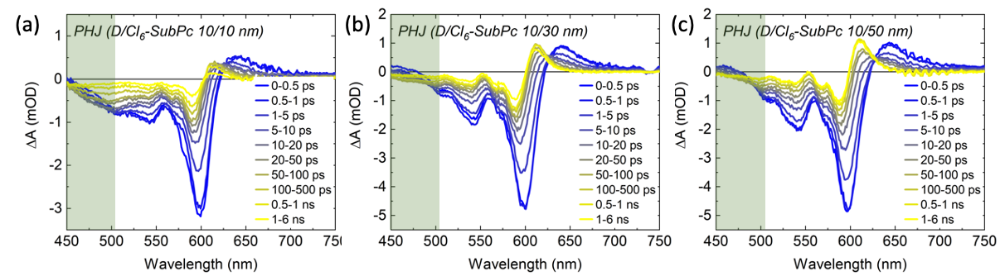 (a)
PHJ (D/Cl6-SubPc 10/10 nm)
1
0
-1
-2
-3
ΔA (mOD)
0-0.5 ps
0.5-1 ps
1-5 ps
5-10 ps
10-20 ps
20-50 ps
50-100 ps
100-500 ps
0.5-1 ns
1-6 ns
450 500 550 600 650 700 750
Wavelength (nm)
(b)
PHJ (D/Cl6-SubPc 10/30 nm)
2
1
0
-1
-2
-3
-4
-5
ΔA (mOD)
0-0.5 ps
0.5-1 ps
1-5 ps
5-10 ps
10-20 ps
20-50 ps
50-100 ps
100-500 ps
0.5-1 ns
1-6 ns
450 500 550 600 650 700 750
Wavelength (nm)
(c)
PHJ (D/Cl6-SubPc 10/50 nm)
2
1
0
-1
-2
-3
-4
-5
ΔA (mOD)
0-0.5 ps
0.5-1 ps
1-5 ps
5-10 ps
10-20 ps
20-50 ps
50-100 ps
100-500 ps
0.5-1 ns
1-6 ns
450 500 550 600 650 700 750
Wavelength (nm)